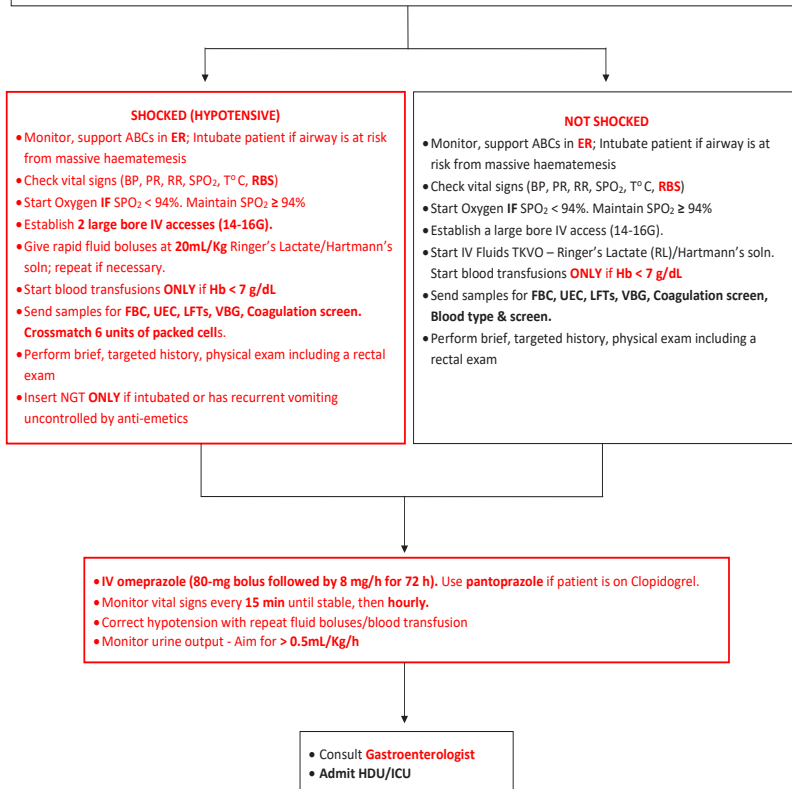 SHOCKED (HYPOTENSIVE)
• Monitor, support ABCs in ER; Intubate patient if airway is at risk
from massive haematemesis
• Check vital signs (BP, PR, RR, SPO₂, T° C, RBS)
• Start Oxygen IF SPO₂ < 94%. Maintain SPO₂ ≥ 94%
• Establish 2 large bore IV accesses (14-16G).
• Give rapid fluid boluses at 20mL/Kg Ringer's Lactate/Hartmann's
soln; repeat if necessary.
• Start blood transfusions ONLY if Hb < 7 g/dL
• Send samples for FBC, UEC, LFTs, VBG, Coagulation screen.
Crossmatch 6 units of packed cells.
• Perform brief, targeted history, physical exam including a rectal
exam
• Insert NGT ONLY if intubated or has recurrent vomiting
uncontrolled by anti-emetics
NOT SHOCKED
• Monitor, support ABCs in ER; Intubate patient if airway is at
risk from massive haematemesis
• Check vital signs (BP, PR, RR, SPO₂, T° C, RBS)
• Start Oxygen IF SPO₂ < 94%. Maintain SPO₂ ≥ 94%
• Establish a large bore IV access (14-16G).
• Start IV Fluids TKVO – Ringer's Lactate (RL)/Hartmann's soln.
Start blood transfusions ONLY if Hb < 7 g/dL
• Send samples for FBC, UEC, LFTs, VBG, Coagulation screen,
Blood type & screen.
• Perform brief, targeted history, physical exam including a
rectal exam
• IV omeprazole (80-mg bolus followed by 8 mg/h for 72 h). Use pantoprazole if patient is on Clopidogrel.
• Monitor vital signs every 15 min until stable, then hourly.
• Correct hypotension with repeat fluid boluses/blood transfusion
• Monitor urine output - Aim for > 0.5mL/Kg/h
• Consult Gastroenterologist
• Admit HDU/ICU